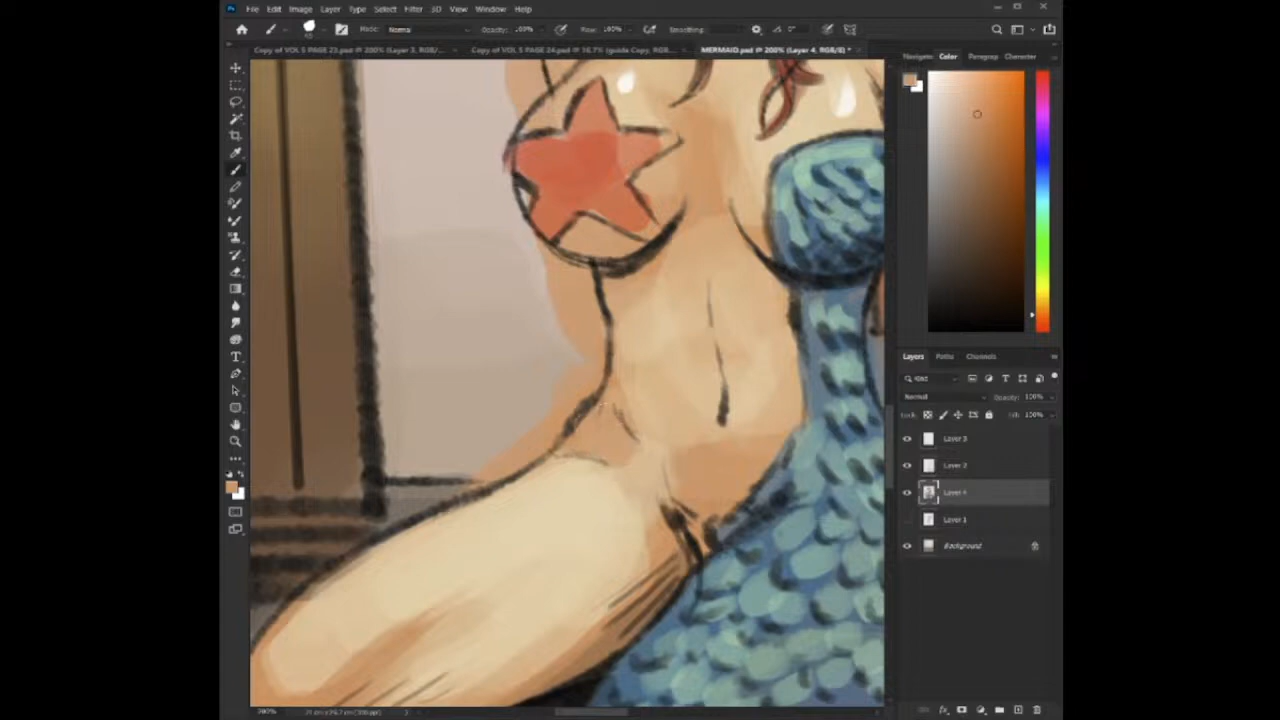 File Edit Image Layer Type Select Filter 3D View Window Help
Mode: Normal Opacity: 100% Flow: 100% Smoothing: 0°
Copy of VOL 5 PAGE 23.psd @ 200% (Layer 3, RGB/... Copy of VOL 5 PAGE 24.psd @ 16.7% (guide Copy, RGB... MERMAID.psd @ 200% (Layer 4, RGB/8) *
Navigator Color Paragraph Character
Layers Paths Channels
Kind
Normal Opacity: 100%
Lock: Fill: 100%
Layer 3
Layer 2
Layer 4
Layer 1
Background
200%